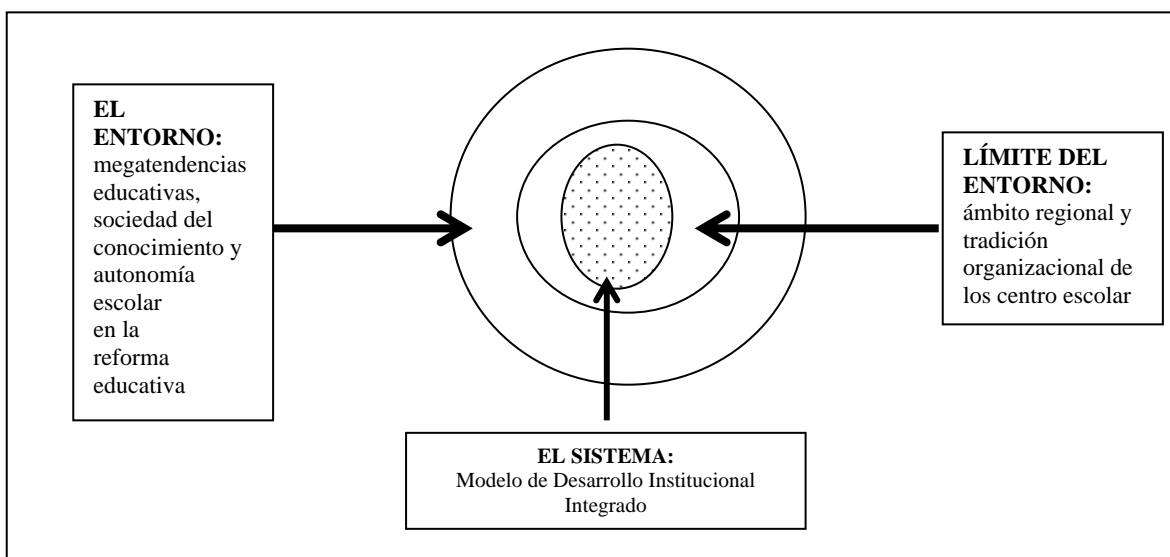 EL
ENTORNO:
megatendencias
educativas,
sociedad del
conocimiento y
autonomía
escolar
en la
reforma
educativa
LÍMITE DEL
ENTORNO:
ámbito regional y
tradición
organizacional de
los centro escolar
EL SISTEMA:
Modelo de Desarrollo Institucional
Integrado